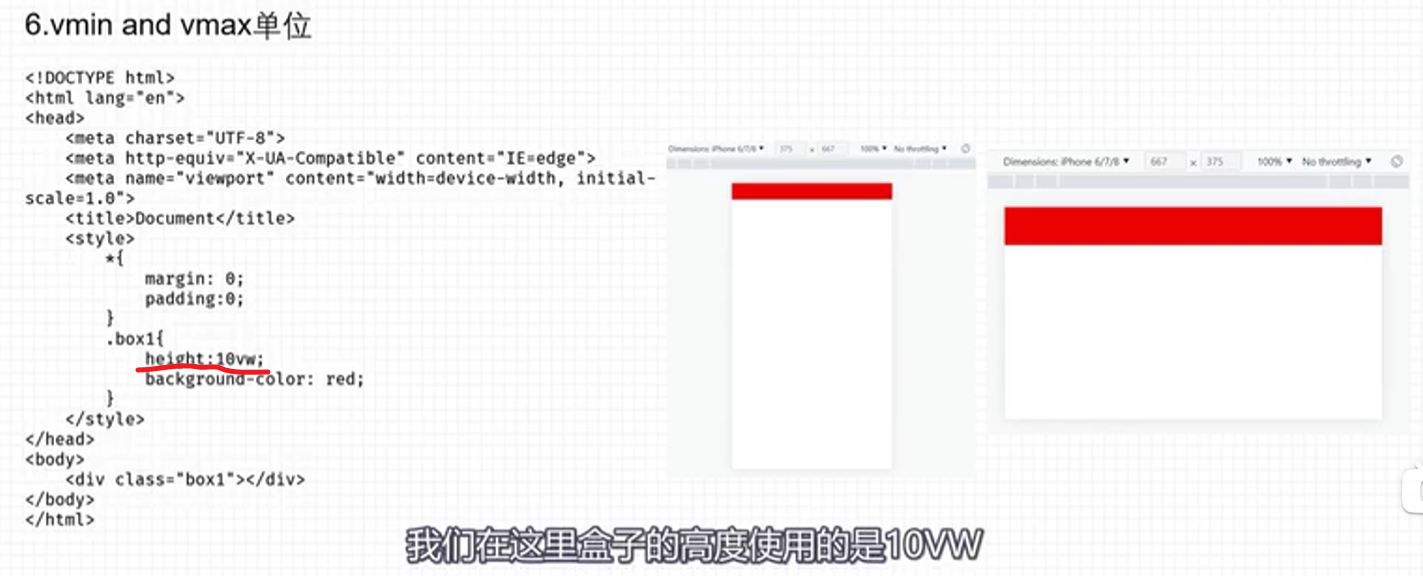 6.vmin and vmax单位
<!DOCTYPE html>
<html lang="en">
<head>
    <meta charset="UTF-8">
    <meta http-equiv="X-UA-Compatible" content="IE=edge">
    <meta name="viewport" content="width=device-width, initial-
scale=1.0">
    <title>Document</title>
    <style>
        *{
            margin: 0;
            padding:0;
        }
        .box1{
            height:10vw;
            background-color: red;
        }
    </style>
</head>
<body>
    <div class="box1"></div>
</body>
</html>
Dimensions: iPhone 6/7/8 ▼ 375 x 667 100% ▼ No throttling ▼
Dimensions: iPhone 6/7/8 ▼ 667 x 375 100% ▼ No throttling ▼
我们在这里盒子的高度使用的是10VW